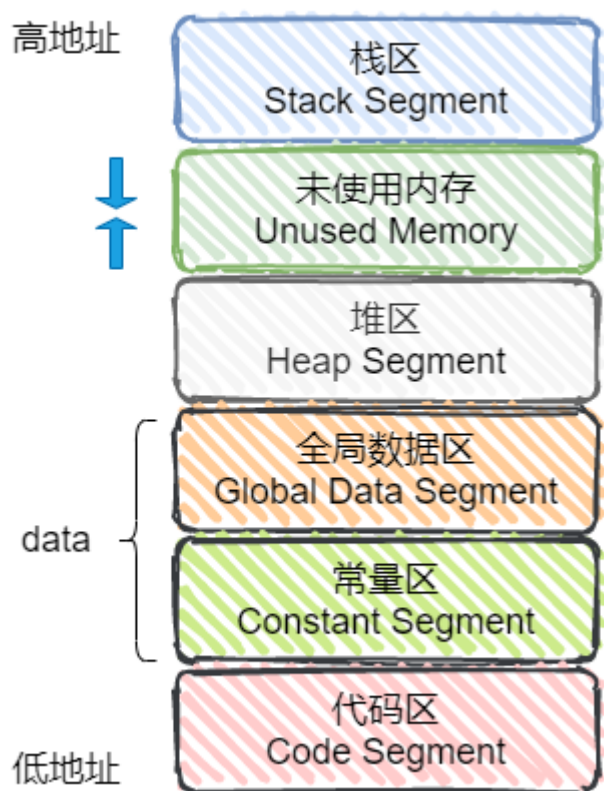 高地址
栈区
Stack Segment
未使用内存
Unused Memory
堆区
Heap Segment
全局数据区
Global Data Segment
data
常量区
Constant Segment
代码区
Code Segment
低地址